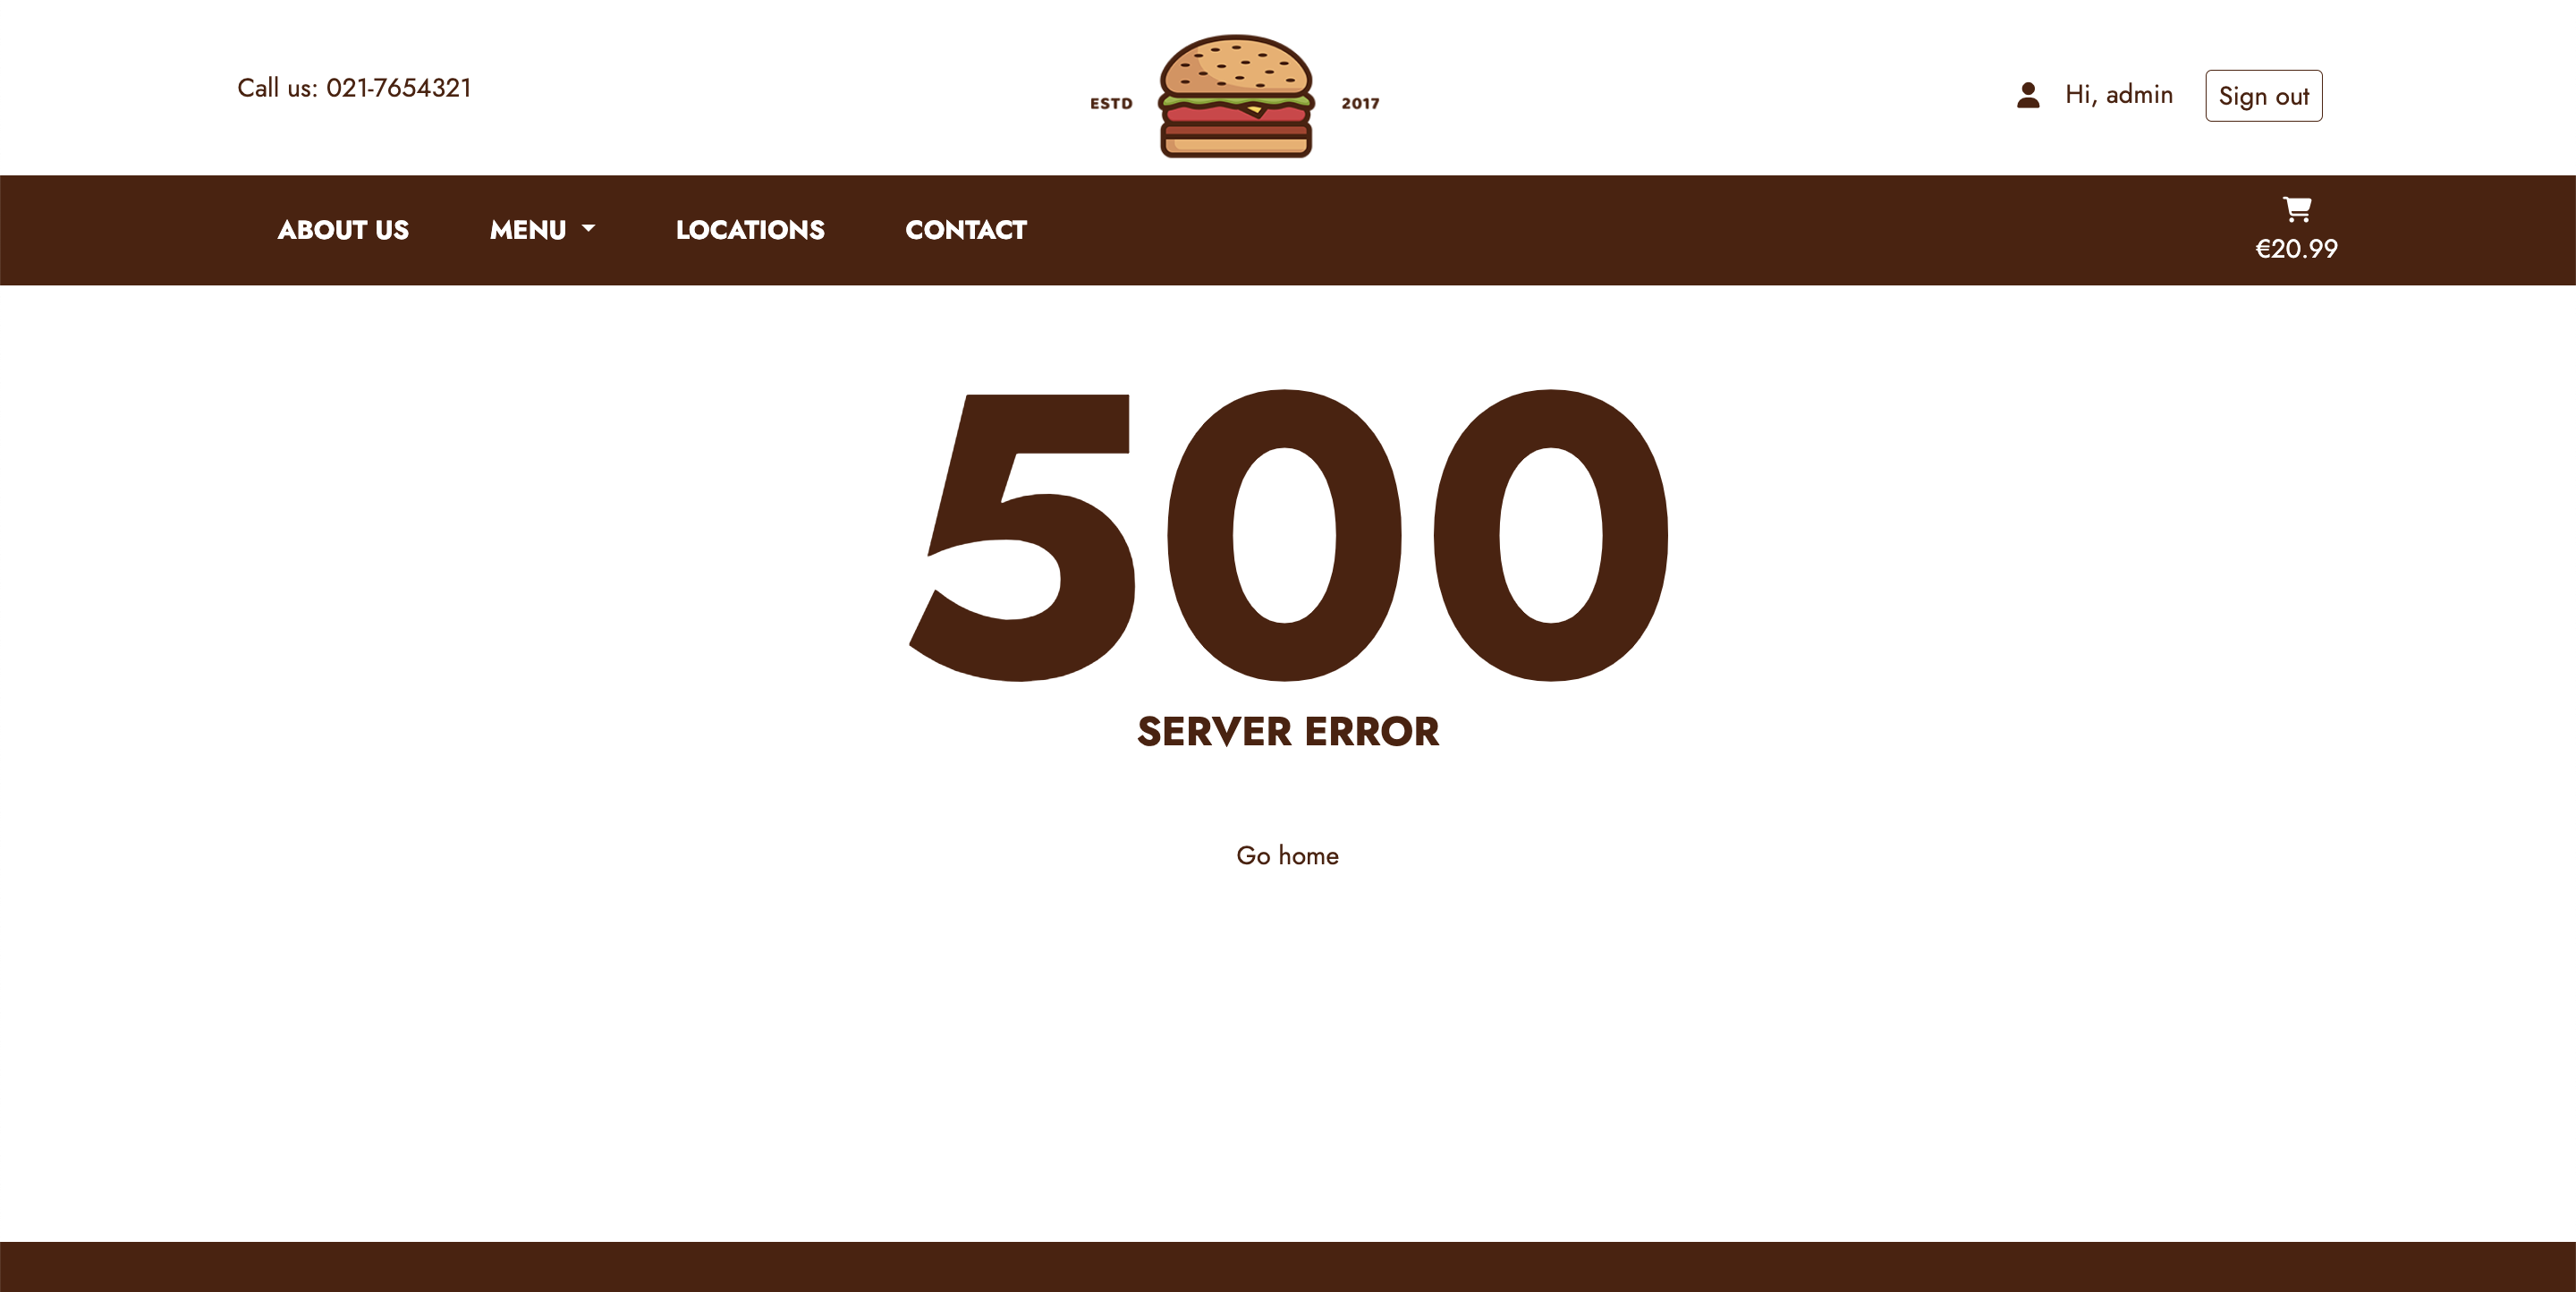 Call us: 021-7654321
ESTD 2017
Hi, admin
Sign out
ABOUT US MENU LOCATIONS CONTACT
€20.99
500
SERVER ERROR
Go home